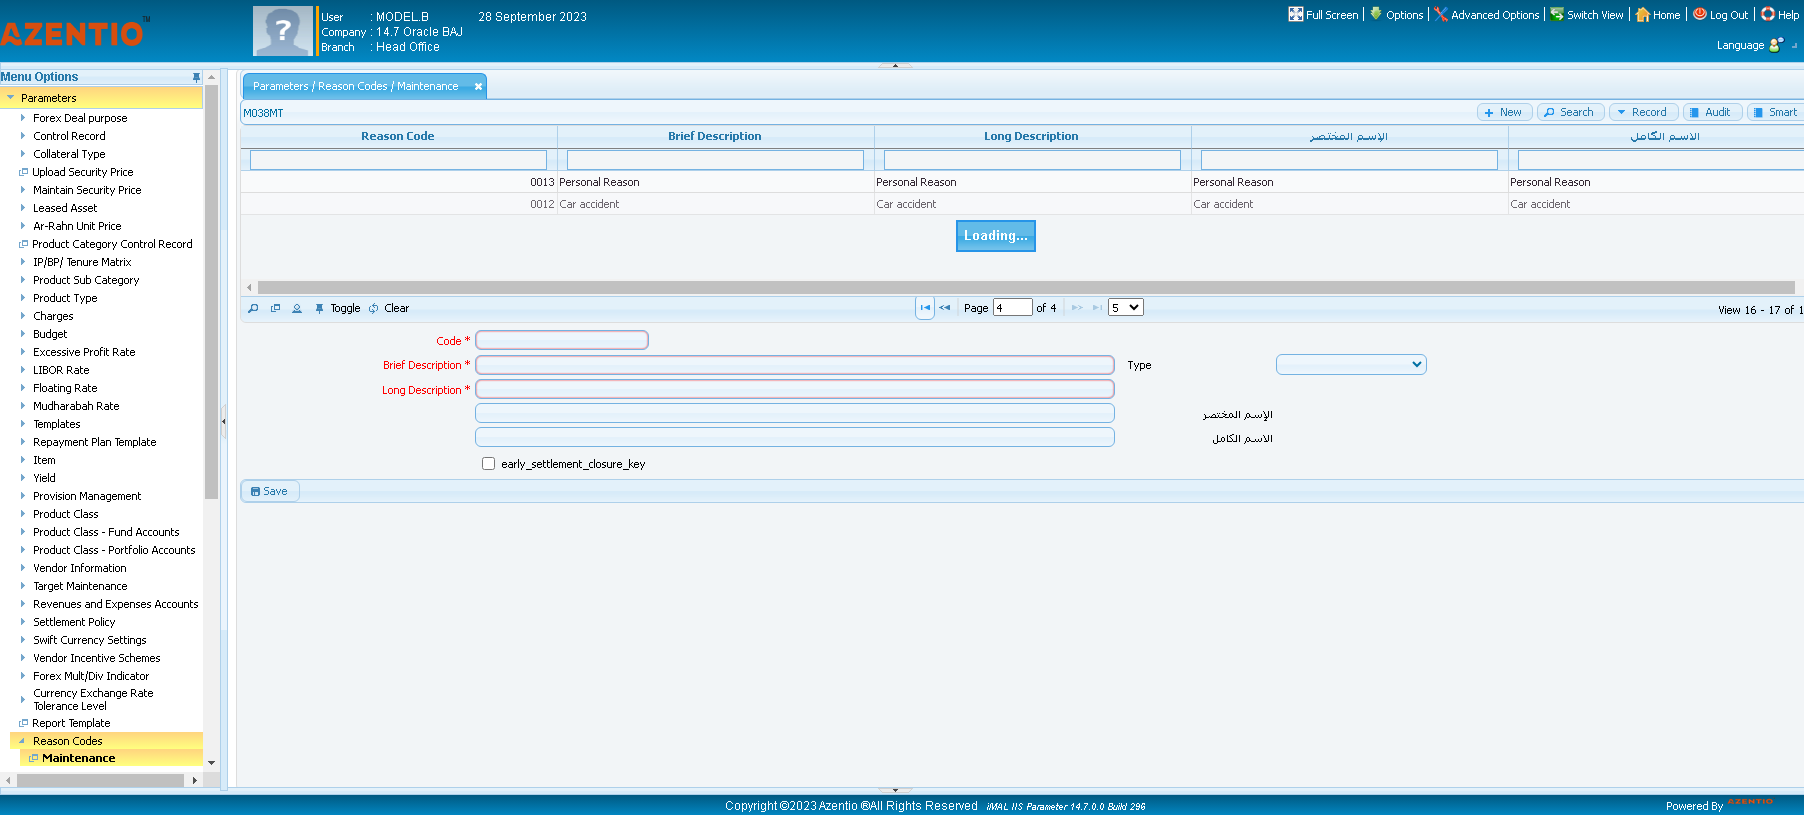 AZENTIO™
User : MODEL.B 28 September 2023
Company : 14.7 Oracle BAJ
Branch : Head Office
Full Screen Options Advanced Options Switch View Home Log Out Help
Language
Menu Options
Parameters
Forex Deal purpose
Control Record
Collateral Type
Upload Security Price
Maintain Security Price
Leased Asset
Ar-Rahn Unit Price
Product Category Control Record
IP/BP/ Tenure Matrix
Product Sub Category
Product Type
Charges
Budget
Excessive Profit Rate
LIBOR Rate
Floating Rate
Mudharabah Rate
Templates
Repayment Plan Template
Item
Yield
Provision Management
Product Class
Product Class - Fund Accounts
Product Class - Portfolio Accounts
Vendor Information
Target Maintenance
Revenues and Expenses Accounts
Settlement Policy
Swift Currency Settings
Vendor Incentive Schemes
Forex Mult/Div Indicator
Currency Exchange Rate
Tolerance Level
Report Template
Reason Codes
Maintenance
Parameters / Reason Codes / Maintenance
M038MT New Search Record Audit Smart
Reason Code Brief Description Long Description الإسم المختصر الاسم الكامل
0013 Personal Reason Personal Reason Personal Reason Personal Reason
0012 Car accident Car accident Car accident Car accident
Loading...
Toggle Clear Page 4 of 4 5 View 16 - 17 of 1
Code *
Brief Description * Type
Long Description *
الإسم المختصر
الاسم الكامل
early_settlement_closure_key
Save
Copyright ©2023 Azentio ®All Rights Reserved iMAL IIS Parameter 14.7.0.0 Build 296
Powered By AZENTIO